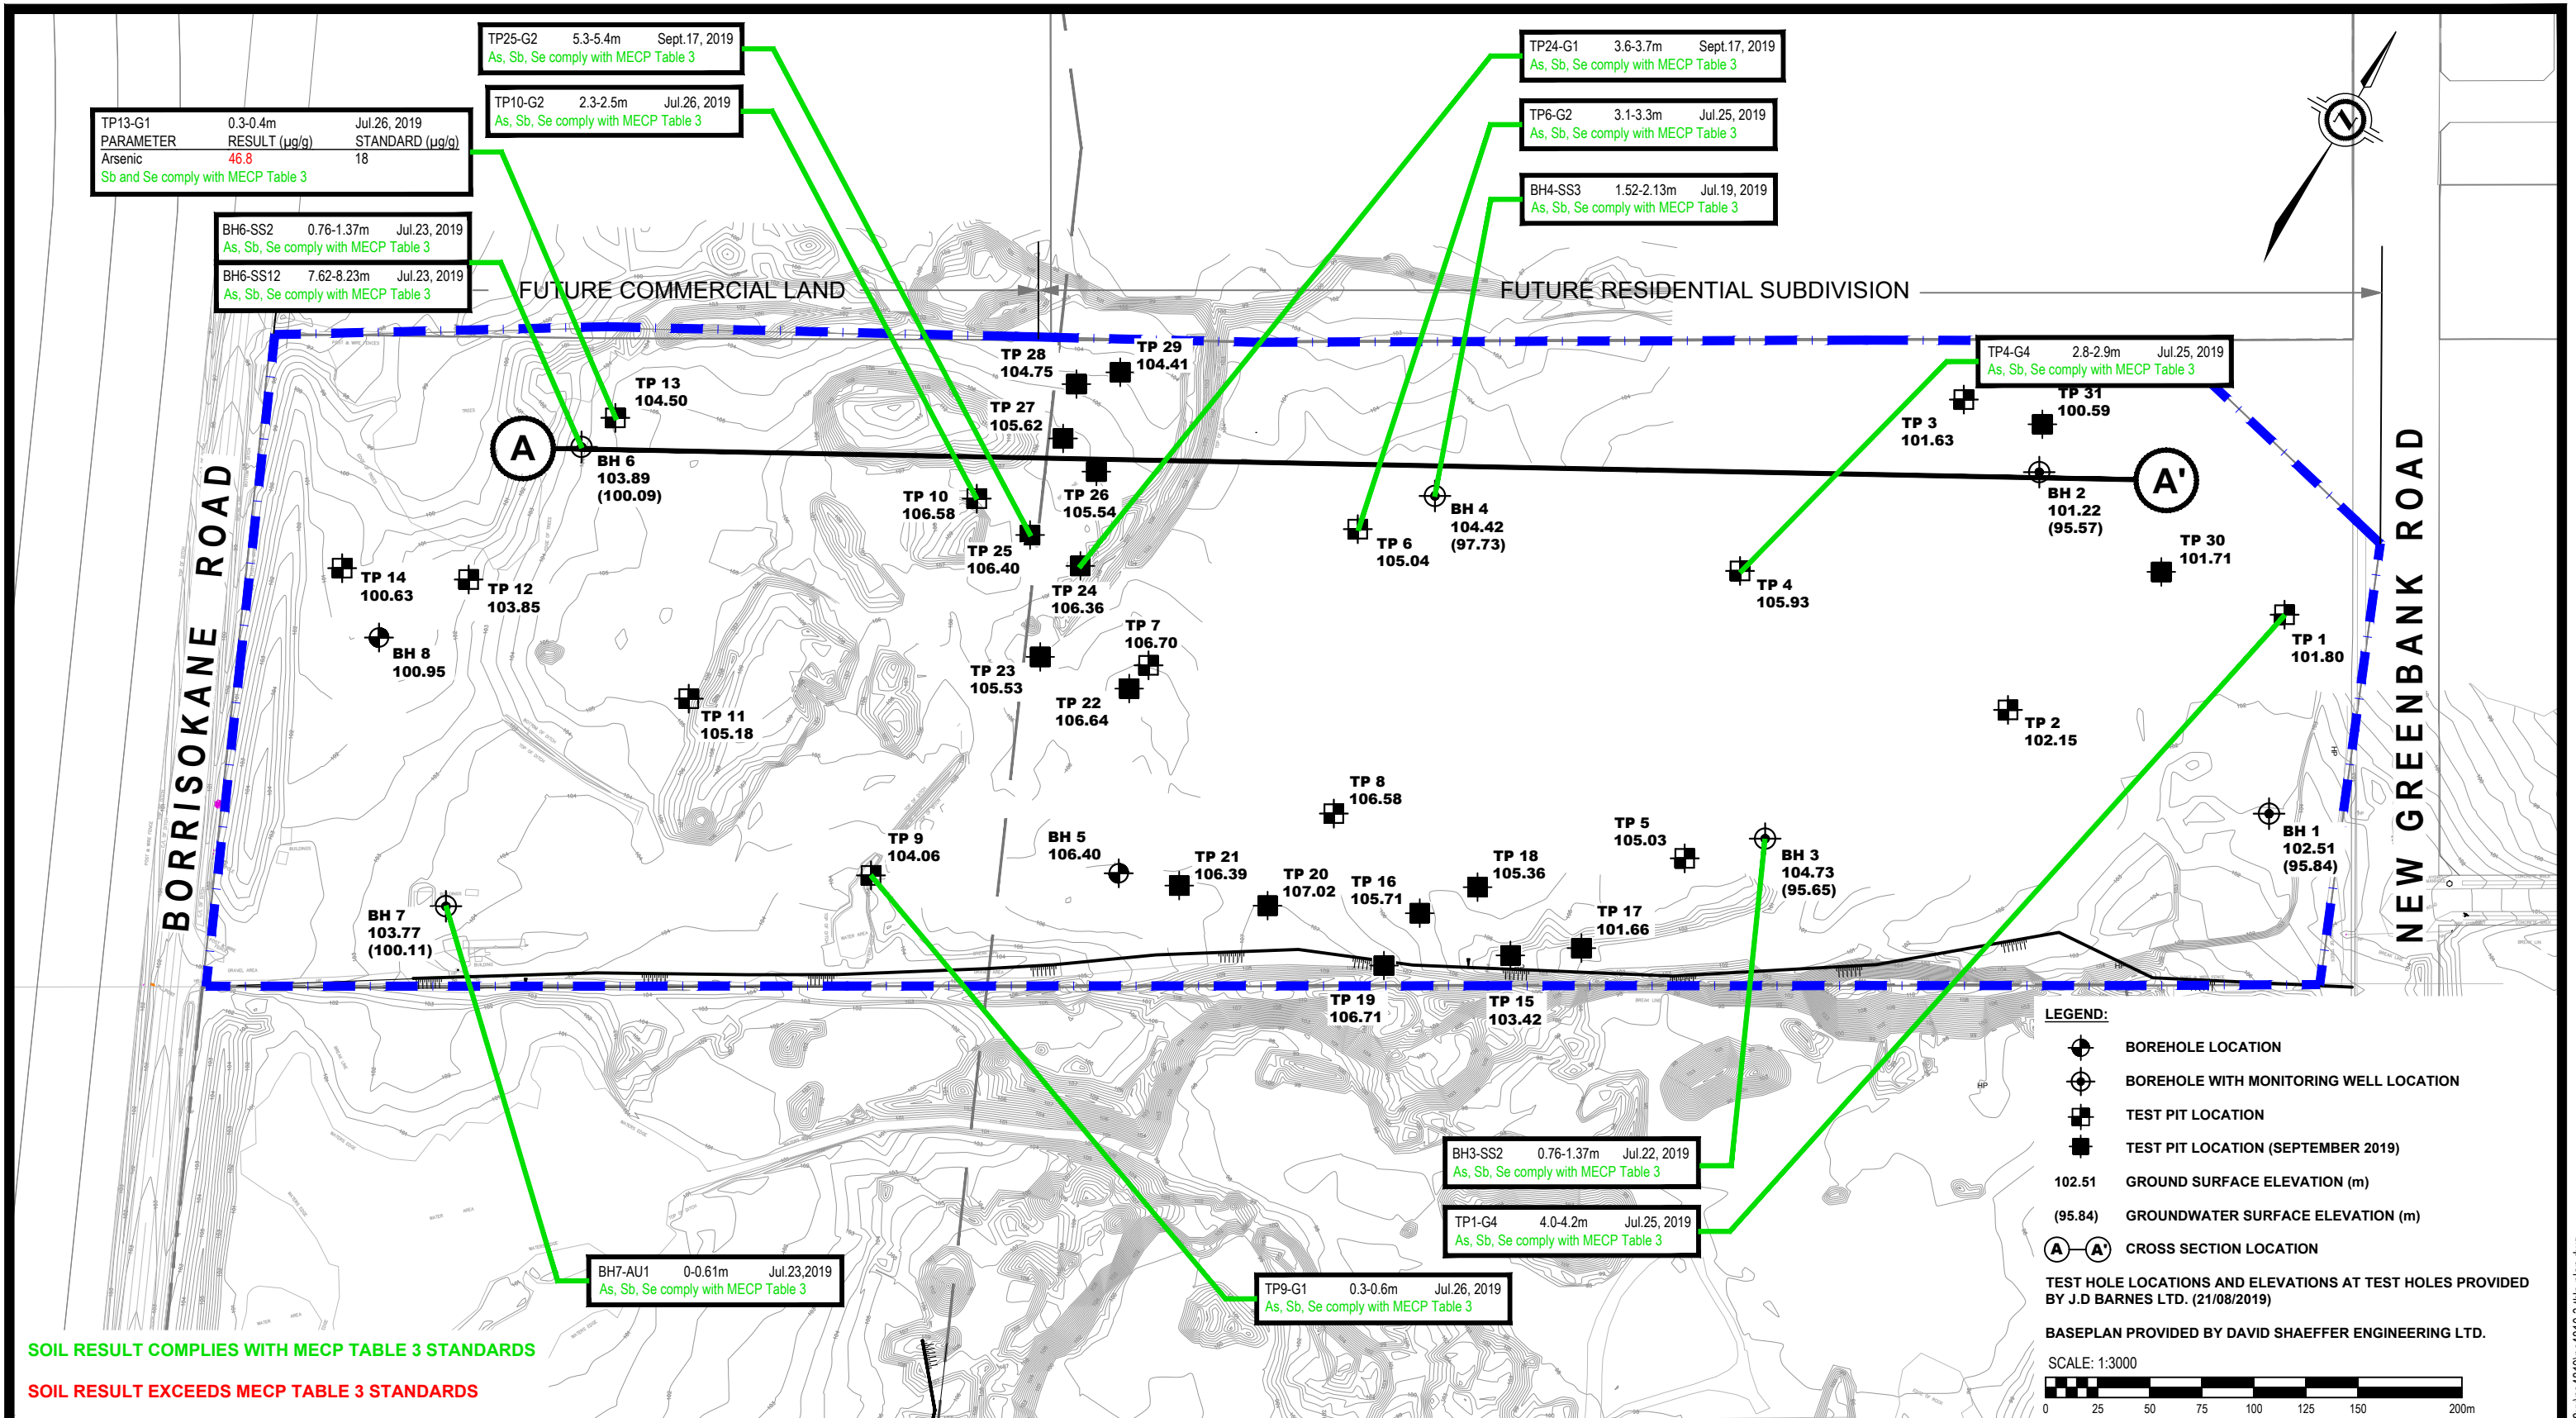 TP25-G2 5.3-5.4m Sept.17, 2019
As, Sb, Se comply with MECP Table 3
TP10-G2 2.3-2.5m Jul.26, 2019
As, Sb, Se comply with MECP Table 3
TP13-G1 0.3-0.4m Jul.26, 2019
PARAMETER RESULT (µg/g) STANDARD (µg/g)
Arsenic 46.8 18
Sb and Se comply with MECP Table 3
BH6-SS2 0.76-1.37m Jul.23, 2019
As, Sb, Se comply with MECP Table 3
BH6-SS12 7.62-8.23m Jul.23, 2019
As, Sb, Se comply with MECP Table 3
TP24-G1 3.6-3.7m Sept.17, 2019
As, Sb, Se comply with MECP Table 3
TP6-G2 3.1-3.3m Jul.25, 2019
As, Sb, Se comply with MECP Table 3
BH4-SS3 1.52-2.13m Jul.19, 2019
As, Sb, Se comply with MECP Table 3
N
FUTURE COMMERCIAL LAND
FUTURE RESIDENTIAL SUBDIVISION
TP4-G4 2.8-2.9m Jul.25, 2019
As, Sb, Se comply with MECP Table 3
TP 28
104.75
TP 29
104.41
TP 13
104.50
TP 27
105.62
TP 31
100.59
TP 3
101.63
A
A'
BH 6
103.89
(100.09)
TP 10
106.58
TP 26
105.54
BH 4
104.42
(97.73)
BH 2
101.22
(95.57)
TP 25
106.40
TP 6
105.04
TP 30
101.71
TP 14
100.63
TP 12
103.85
TP 24
106.36
TP 4
105.93
BH 8
100.95
TP 7
106.70
TP 1
101.80
TP 23
105.53
TP 22
106.64
TP 11
105.18
TP 2
102.15
BORRISOKANE ROAD
NEW GREENBANK ROAD
TP 8
106.58
TP 9
104.06
BH 5
106.40
TP 21
106.39
TP 20
107.02
TP 16
105.71
TP 18
105.36
TP 5
105.03
BH 3
104.73
(95.65)
BH 1
102.51
(95.84)
TP 17
101.66
BH 7
103.77
(100.11)
TP 19
106.71
TP 15
103.42
BH3-SS2 0.76-1.37m Jul.22, 2019
As, Sb, Se comply with MECP Table 3
TP1-G4 4.0-4.2m Jul.25, 2019
As, Sb, Se comply with MECP Table 3
BH7-AU1 0-0.61m Jul.23,2019
As, Sb, Se comply with MECP Table 3
TP9-G1 0.3-0.6m Jul.26, 2019
As, Sb, Se comply with MECP Table 3
SOIL RESULT COMPLIES WITH MECP TABLE 3 STANDARDS
SOIL RESULT EXCEEDS MECP TABLE 3 STANDARDS
LEGEND:
BOREHOLE LOCATION
BOREHOLE WITH MONITORING WELL LOCATION
TEST PIT LOCATION
TEST PIT LOCATION (SEPTEMBER 2019)
102.51 GROUND SURFACE ELEVATION (m)
(95.84) GROUNDWATER SURFACE ELEVATION (m)
A A' CROSS SECTION LOCATION
TEST HOLE LOCATIONS AND ELEVATIONS AT TEST HOLES PROVIDED
BY J.D BARNES LTD. (21/08/2019)
BASEPLAN PROVIDED BY DAVID SHAEFFER ENGINEERING LTD.
SCALE: 1:3000
0 25 50 75 100 125 150 200m